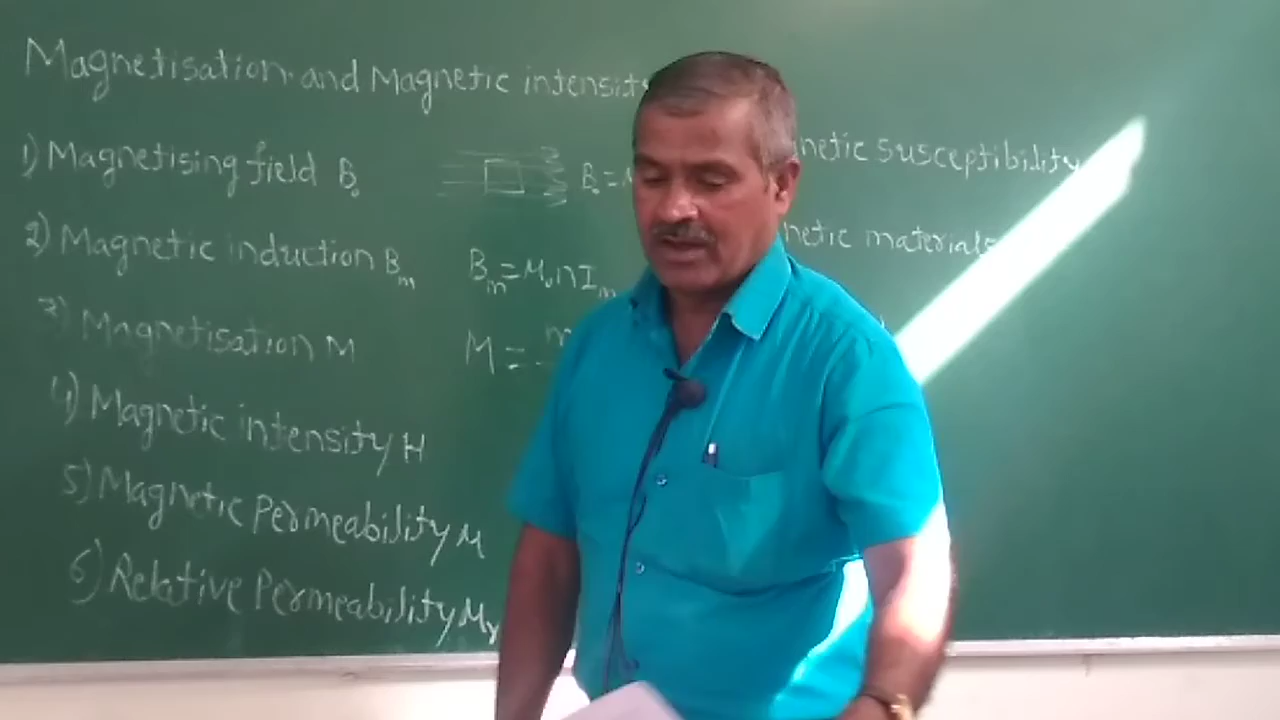 Magnetisation and Magnetic intensity
1) Magnetising field B₀ B₀=
2) Magnetic induction Bm Bm=μ₀nIm
3) Magnetisation M M= m
4) Magnetic intensity H
5) Magnetic Permeability μ
6) Relative Permeability μr
netic susceptibility
netic materials